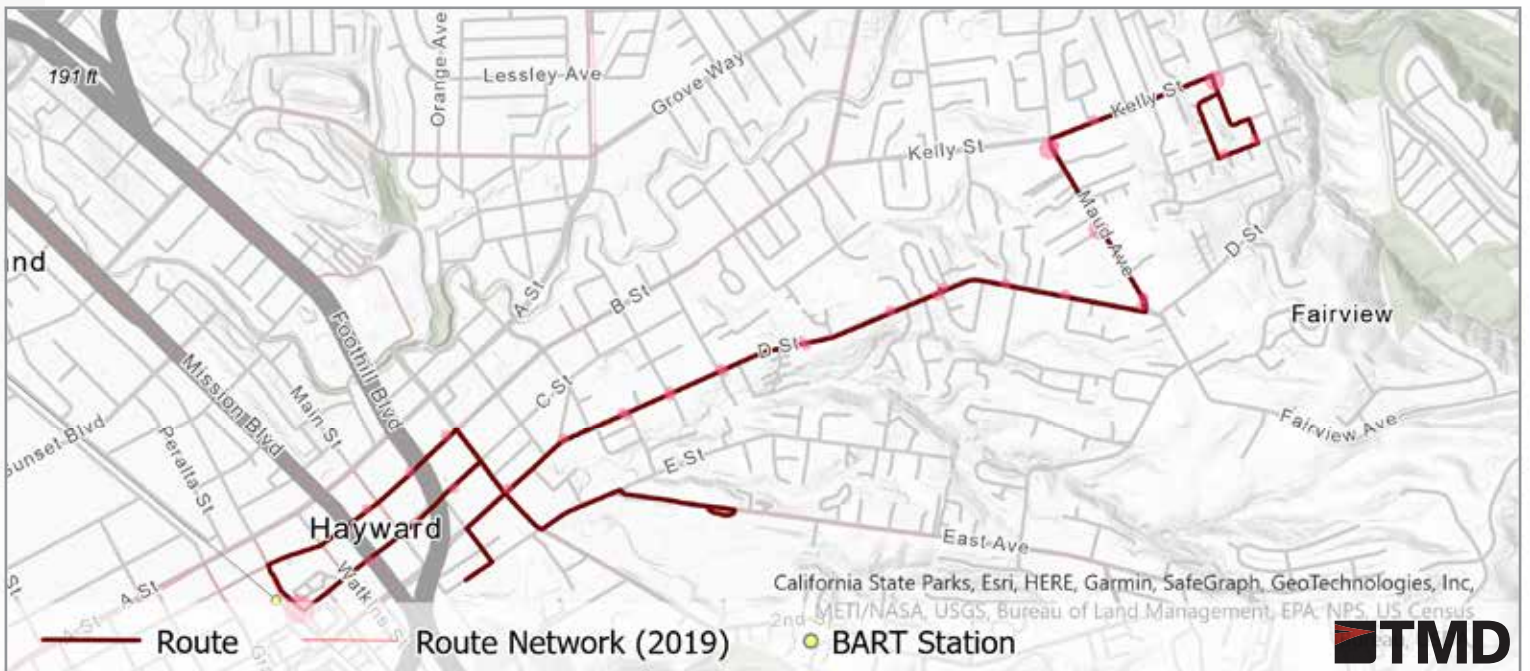 191 ft
Orange Ave
Lessley Ave
Grove Way
Kelly St
Kelly St
Maud Ave
D St
Fairview
A St
B St
Foothill Blvd
D St
C St
Mission Blvd
Main St
Fairview Ave
Sunset Blvd
Peralta St
E St
Hayward
East Ave
Watkins St
A St
St
A St
California State Parks, Esri, HERE, Garmin, SafeGraph, GeoTechnologies, Inc,
METI/NASA, USGS, Bureau of Land Management, EPA, NPS, US Census
Route
Route Network (2019)
BART Station
TMD